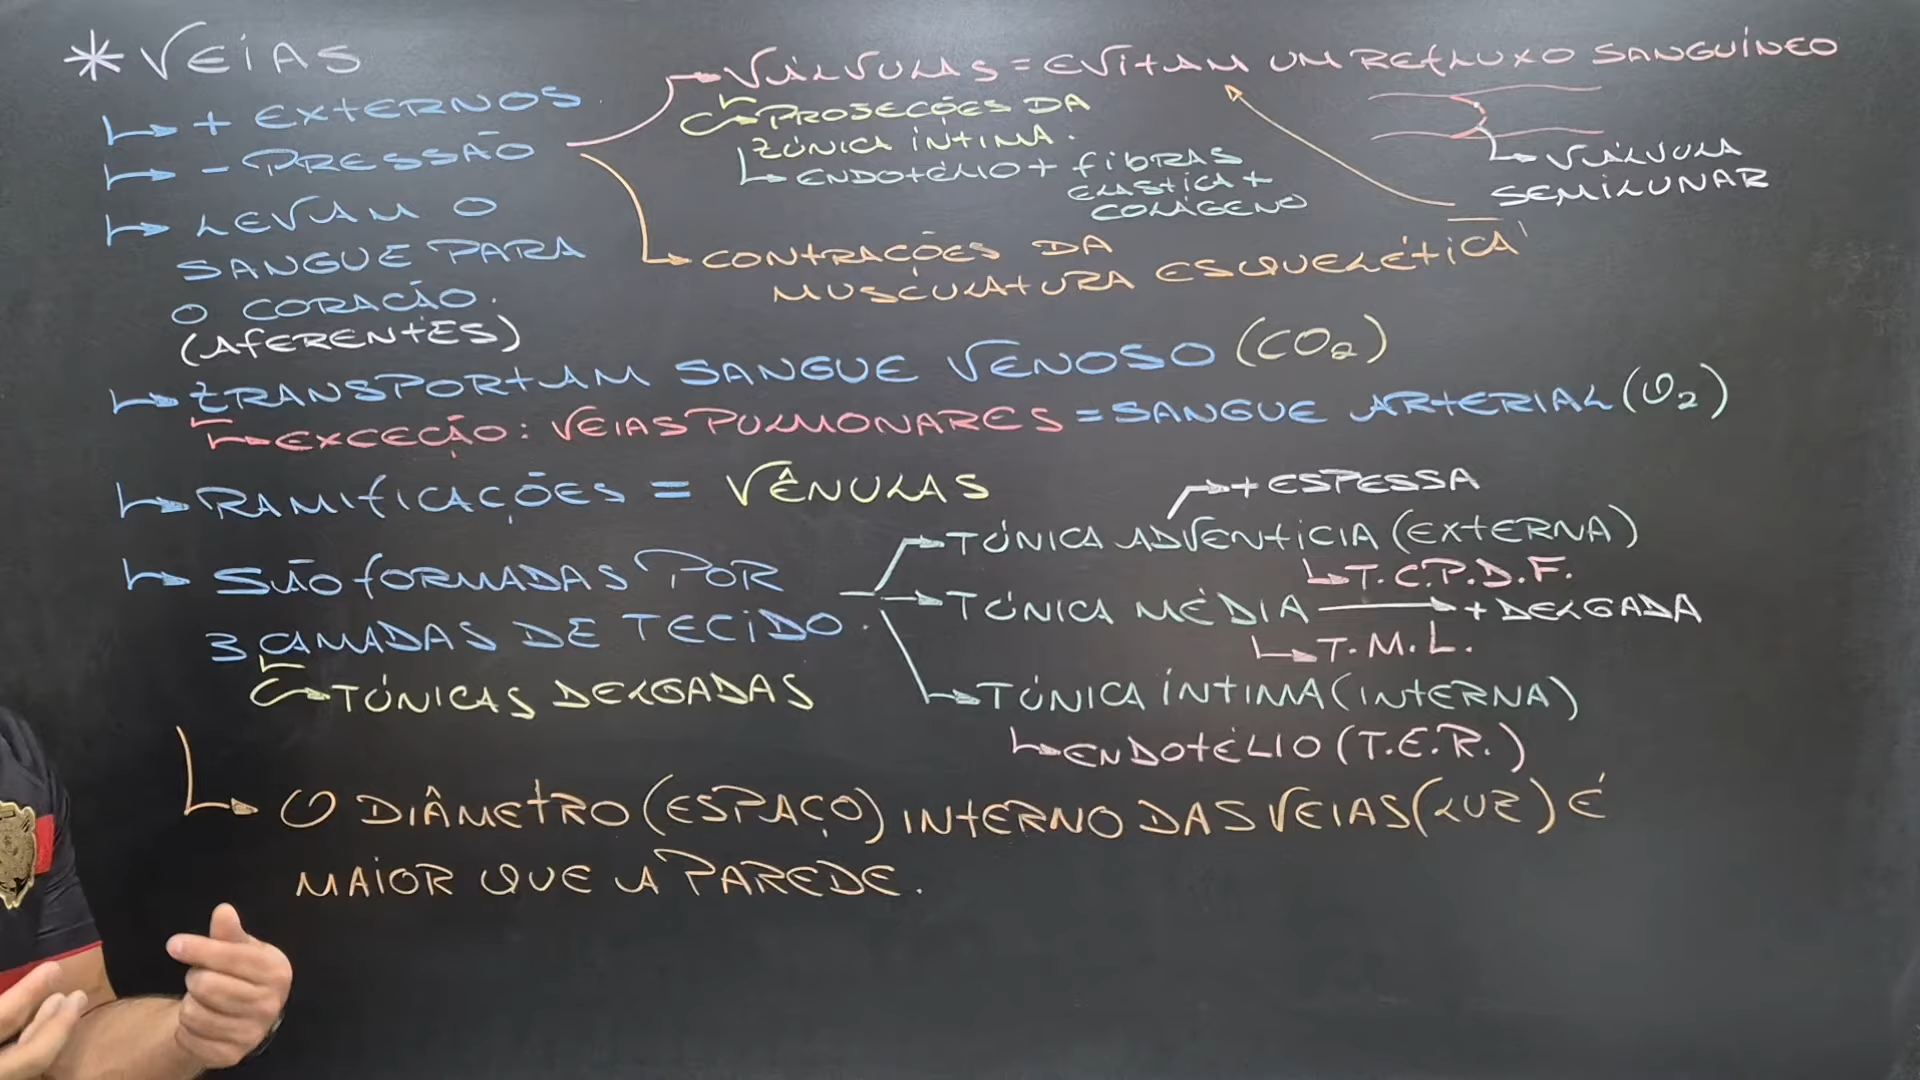 * VEIAS
↳ + EXTERNOS
↳ - PRESSÃO
↳ LEVAM O
SANGUE PARA
O CORAÇÃO.
(AFERENTES)
→ VÁLVULAS = EVITAM UM REFLUXO SANGUÍNEO
↳ PROJEÇÕES DA
TÚNICA ÍNTIMA.
↳ ENDOTÉLIO + FIBRAS
ELÁSTICA +
COLÁGENO
↳ VÁLVULA
SEMILUNAR
↳ CONTRAÇÕES DA
MUSCULATURA ESQUELÉTICA
↳ TRANSPORTAM SANGUE VENOSO (CO₂)
↳ EXCEÇÃO: VEIAS PULMONARES = SANGUE ARTERIAL (O₂)
↳ RAMIFICAÇÕES = VÊNULAS
↳ SÃO FORMADAS POR
3 CAMADAS DE TECIDO.
↳ TÚNICAS DELGADAS
→ + ESPESSA
→ TÚNICA ADVENTICIA (EXTERNA)
↳ T.C.P.D.F.
→ TÚNICA MÉDIA → + DELGADA
↳ T.M.L.
→ TÚNICA ÍNTIMA (INTERNA)
↳ ENDOTÉLIO (T.E.R.)
↳ O DIÂMETRO (ESPAÇO) INTERNO DAS VEIAS (LUZ) É
MAIOR QUE A PAREDE.